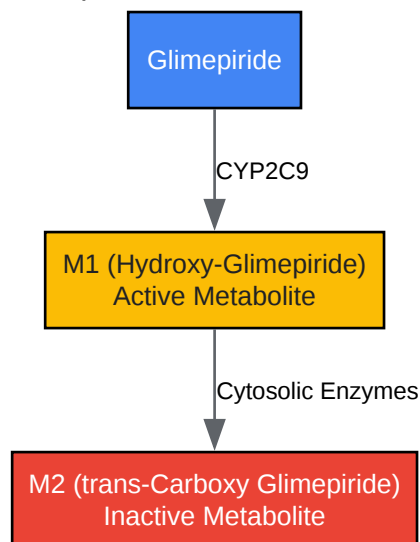 Glimepiride
CYP2C9
M1 (Hydroxy-Glimepiride)
Active Metabolite
Cytosolic Enzymes
M2 (trans-Carboxy Glimepiride)
Inactive Metabolite